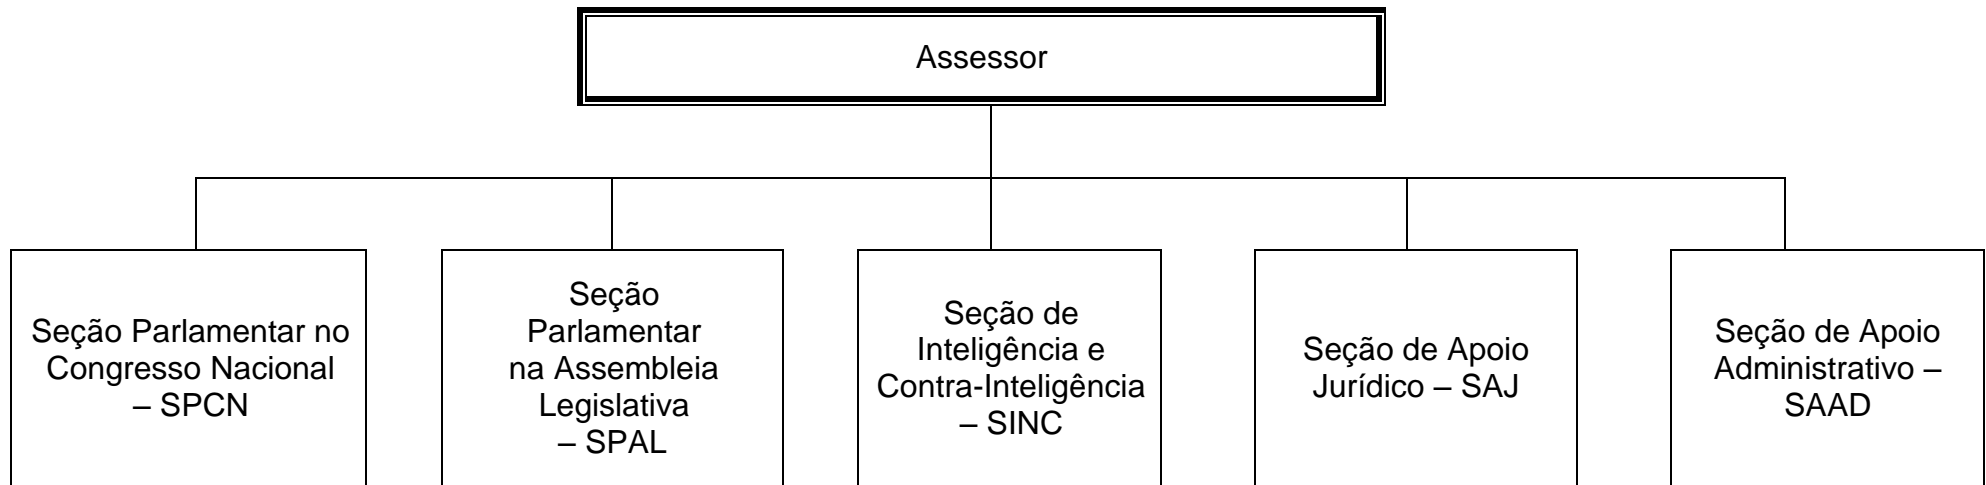 Assessor
Seção Parlamentar no
Congresso Nacional
– SPCN
Seção
Parlamentar
na Assembleia
Legislativa
– SPAL
Seção de
Inteligência e
Contra-Inteligência
– SINC
Seção de Apoio
Jurídico – SAJ
Seção de Apoio
Administrativo –
SAAD